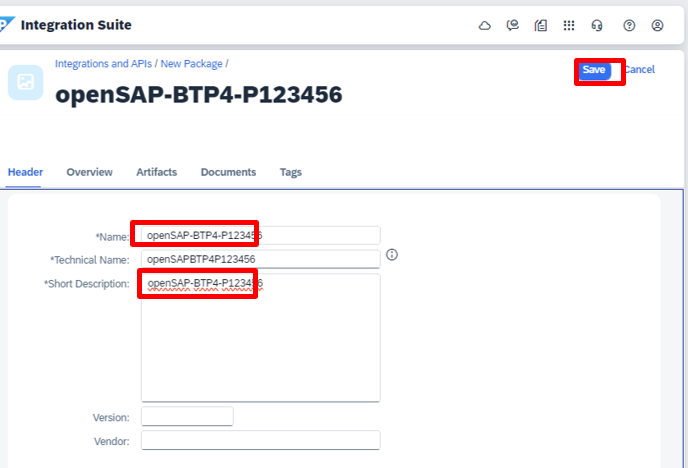 Integration Suite
Integrations and APIs / New Package /
openSAP-BTP4-P123456
Save
Cancel
Header Overview Artifacts Documents Tags
*Name: openSAP-BTP4-P123456
*Technical Name: openSAPBTP4P123456
*Short Description: openSAP-BTP4-P123456
Version:
Vendor: